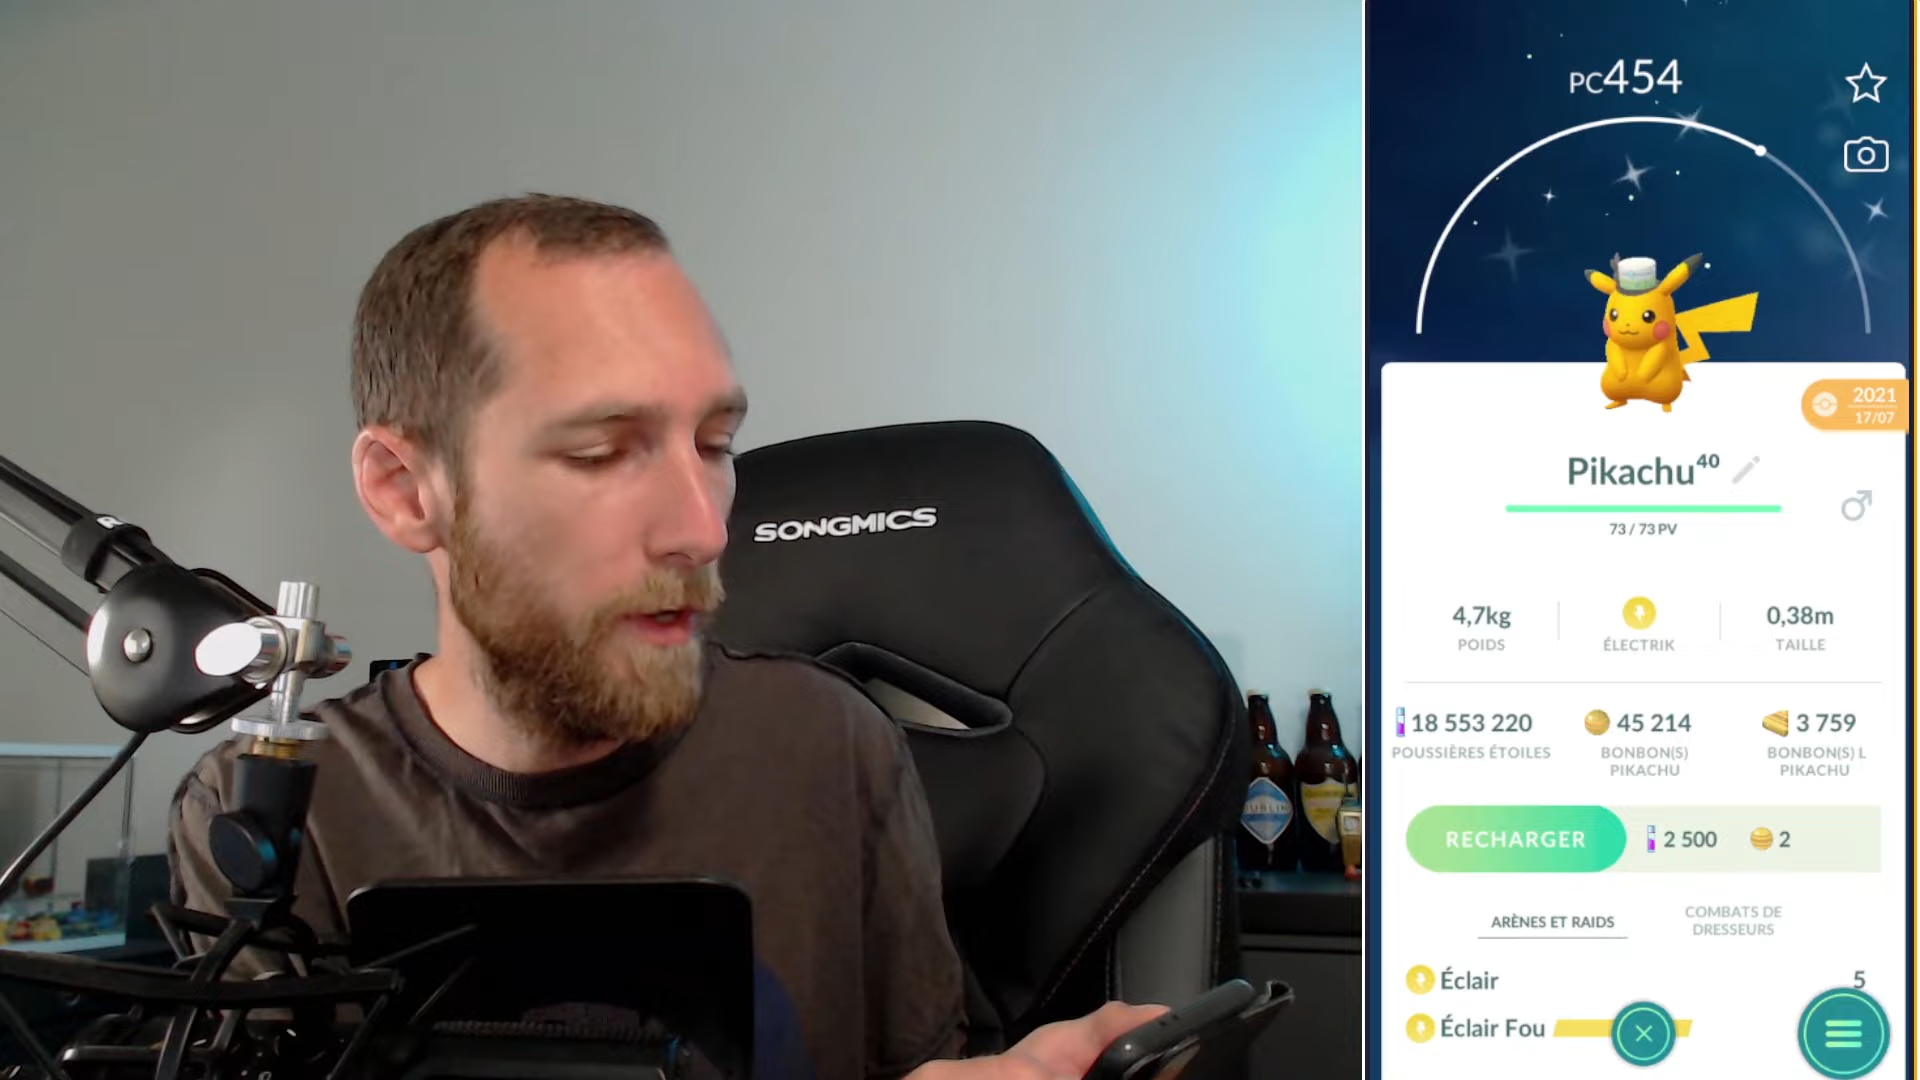 PC454
2021
17/07
Pikachu⁴⁰
73 / 73 PV
4,7kg
POIDS
ÉLECTRIK
0,38m
TAILLE
18 553 220
POUSSIÈRES ÉTOILES
45 214
BONBON(S)
PIKACHU
3 759
BONBON(S) L
PIKACHU
RECHARGER
2 500
2
ARÈNES ET RAIDS
COMBATS DE
DRESSEURS
Éclair
5
Éclair Fou
SONGMICS
R